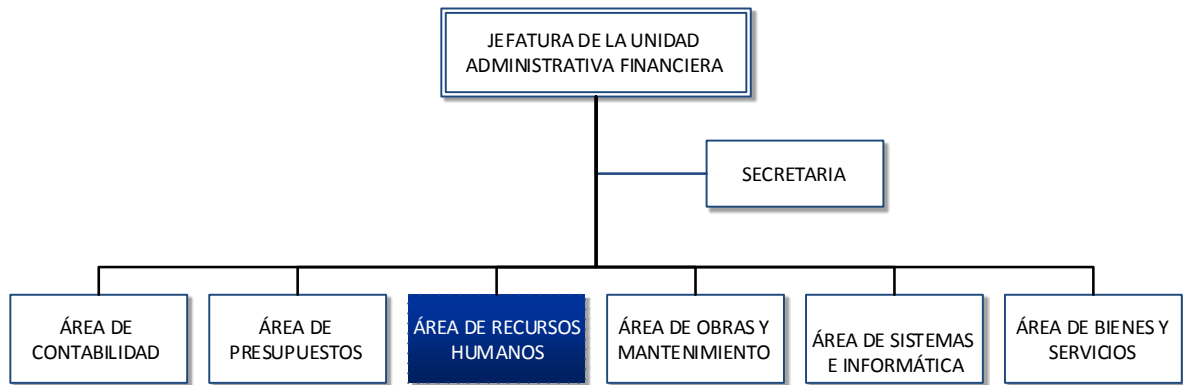 JEFATURA DE LA UNIDAD
ADMINISTRATIVA FINANCIERA
SECRETARIA
ÁREA DE
CONTABILIDAD
ÁREA DE
PRESUPUESTOS
ÁREA DE RECURSOS
HUMANOS
ÁREA DE OBRAS Y
MANTENIMIENTO
ÁREA DE SISTEMAS
E INFORMÁTICA
ÁREA DE BIENES Y
SERVICIOS